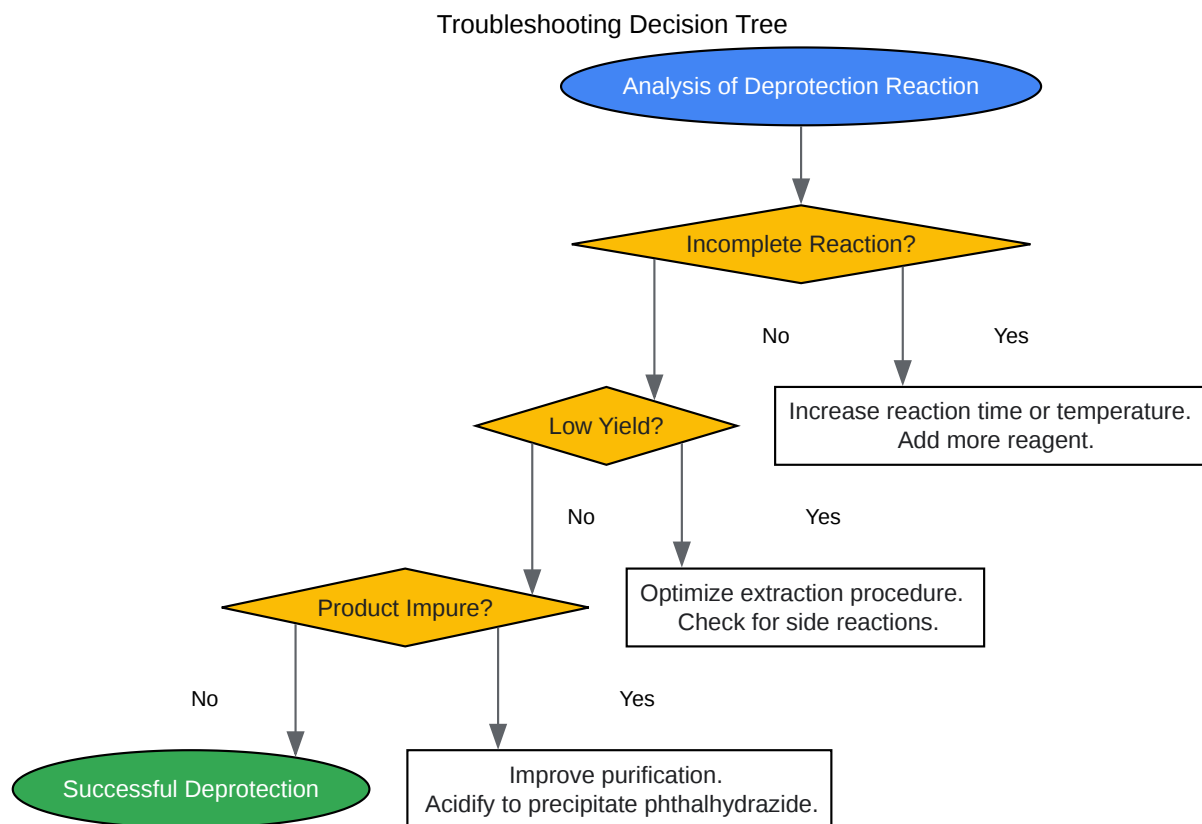 Troubleshooting Decision Tree
Analysis of Deprotection Reaction
Incomplete Reaction?
No
Yes
Increase reaction time or temperature.
Add more reagent.
Low Yield?
No
Yes
Optimize extraction procedure.
Check for side reactions.
Product Impure?
No
Yes
Successful Deprotection
Improve purification.
Acidify to precipitate phthalhydrazide.